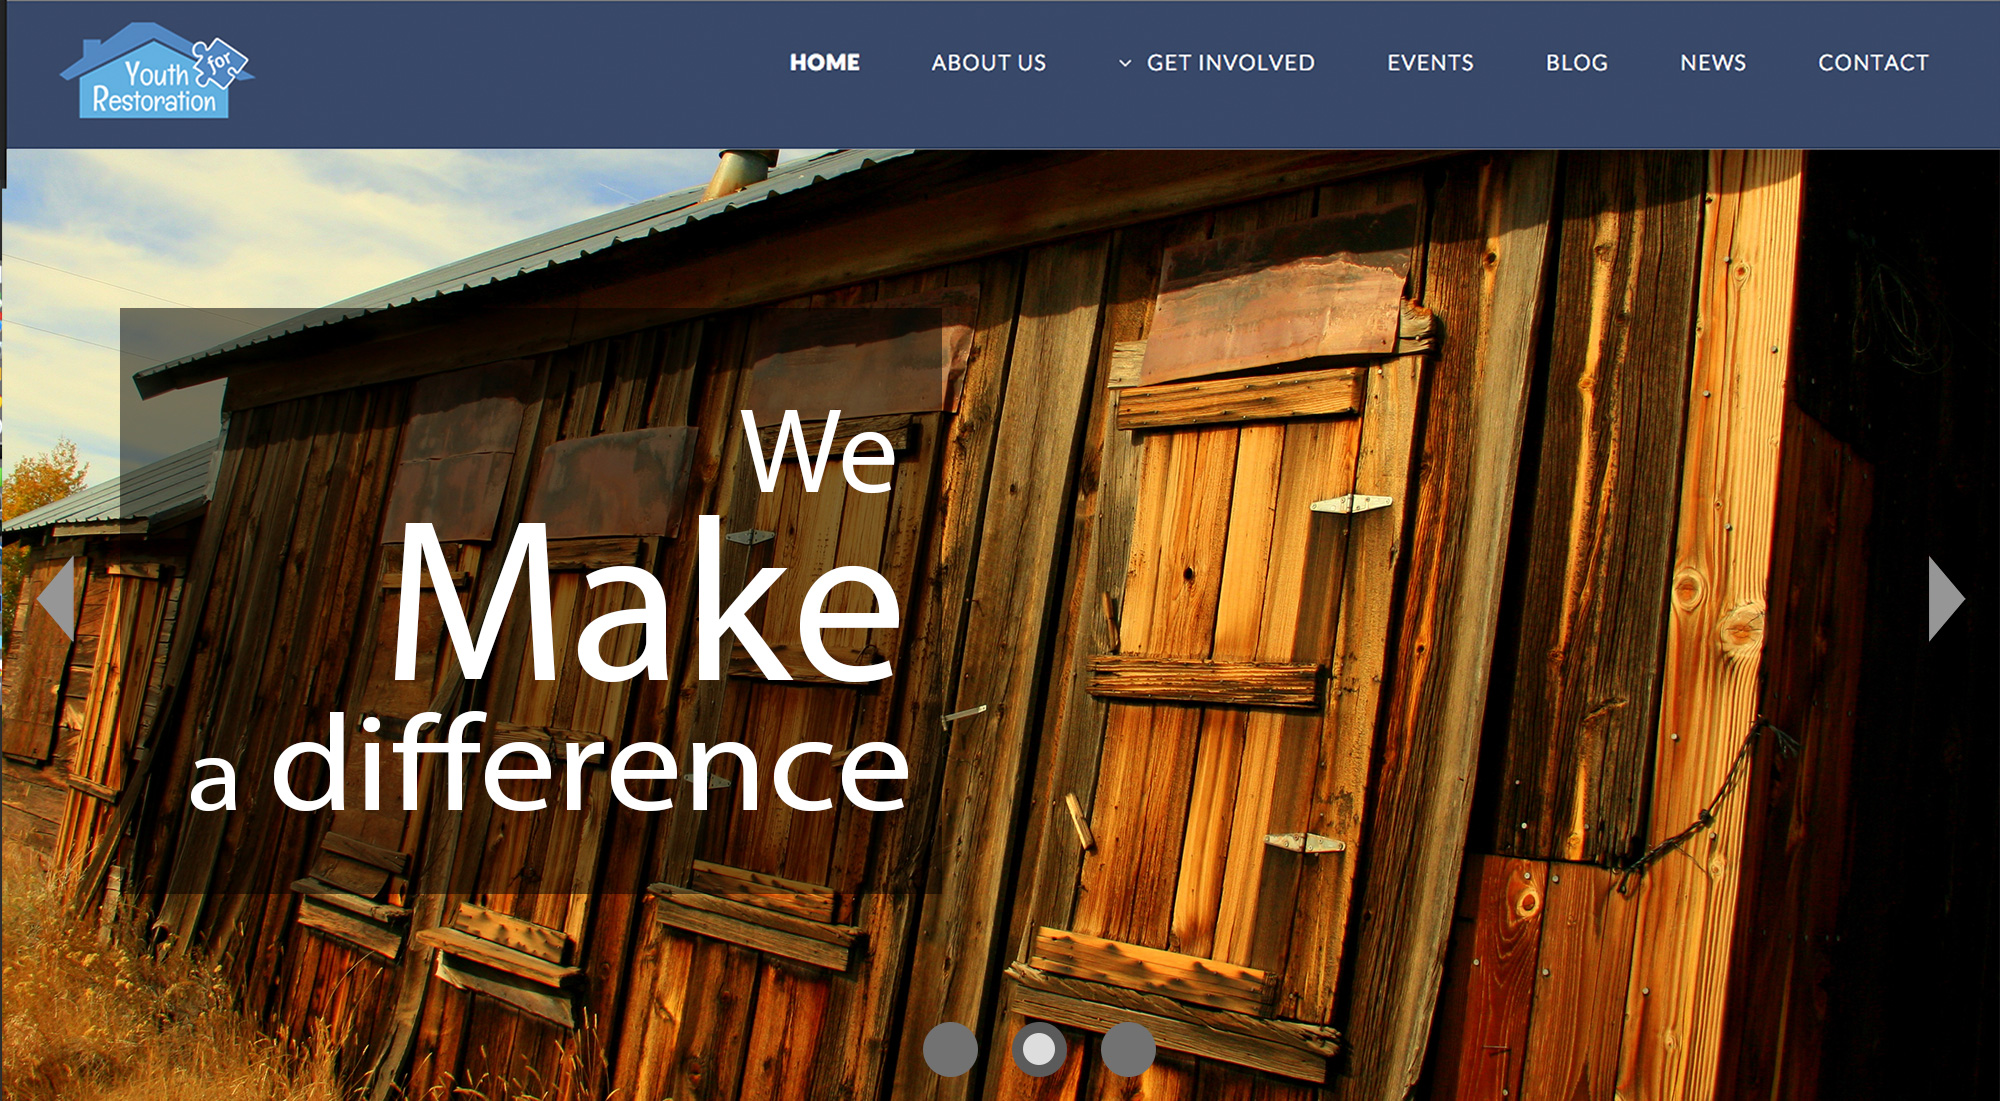 Youth for
Restoration
HOME ABOUT US GET INVOLVED EVENTS BLOG NEWS CONTACT
We
Make
a difference